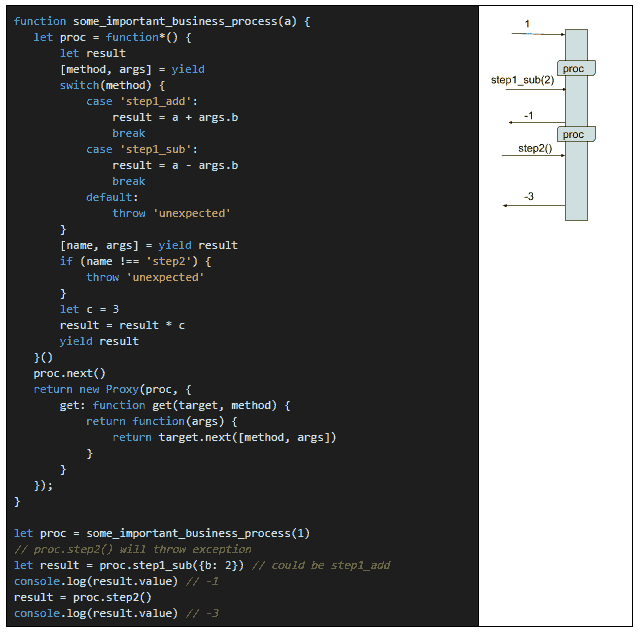 function some_important_business_process(a) {
    let proc = function*() {
        let result
        [method, args] = yield
        switch(method) {
            case 'step1_add':
                result = a + args.b
                break
            case 'step1_sub':
                result = a - args.b
                break
            default:
                throw 'unexpected'
        }
        [name, args] = yield result
        if (name !== 'step2') {
            throw 'unexpected'
        }
        let c = 3
        result = result * c
        yield result
    }()
    proc.next()
    return new Proxy(proc, {
        get: function get(target, method) {
            return function(args) {
                return target.next([method, args])
            }
        }
    });
}
let proc = some_important_business_process(1)
// proc.step2() will throw exception
let result = proc.step1_sub({b: 2}) // could be step1_add
console.log(result.value) // -1
result = proc.step2()
console.log(result.value) // -3
1
proc
step1_sub(2)
-1
proc
step2()
-3